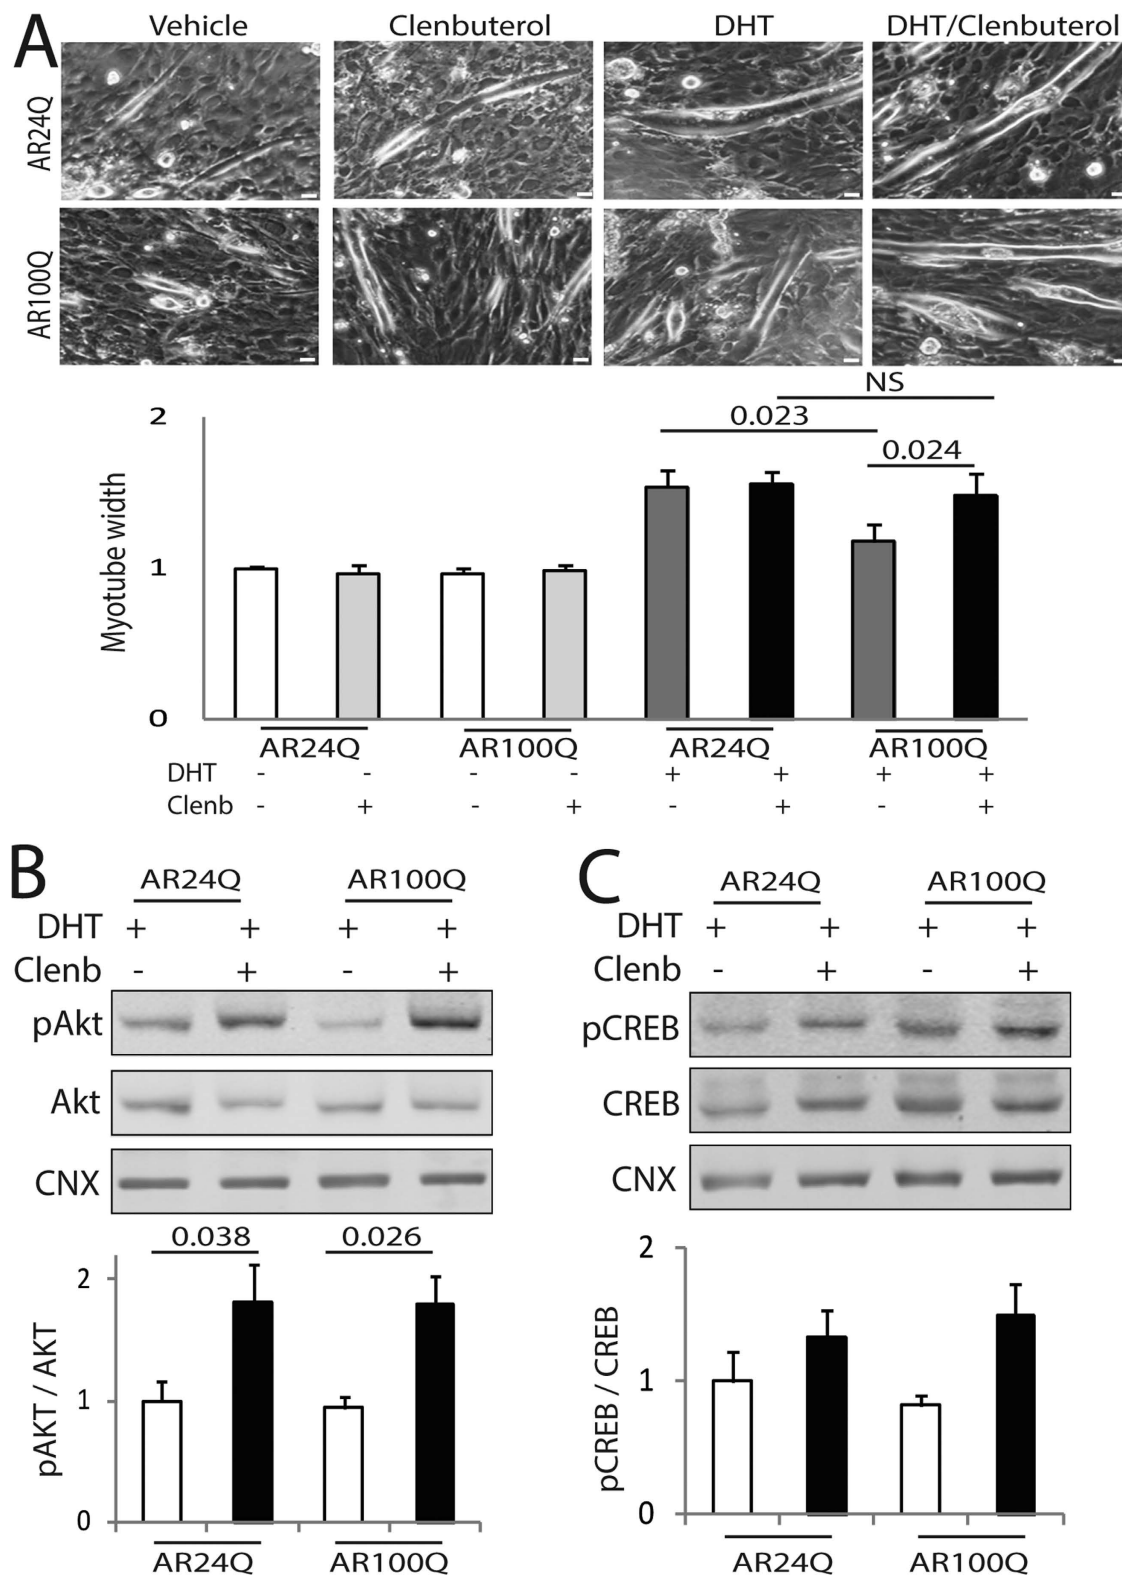 A
Vehicle Clenbuterol DHT DHT/Clenbuterol
AR24Q
AR100Q
NS
0.023
0.024
2
1
0
Myotube width
AR24Q AR100Q AR24Q AR100Q
DHT - - - - + + + +
Clenb - + - + - + - +
B
AR24Q AR100Q
DHT + + + +
Clenb - + - +
pAkt
Akt
CNX
0.038 0.026
2
1
0
pAKT / AKT
AR24Q AR100Q
C
AR24Q AR100Q
DHT + + + +
Clenb - + - +
pCREB
CREB
CNX
2
1
0
pCREB / CREB
AR24Q AR100Q